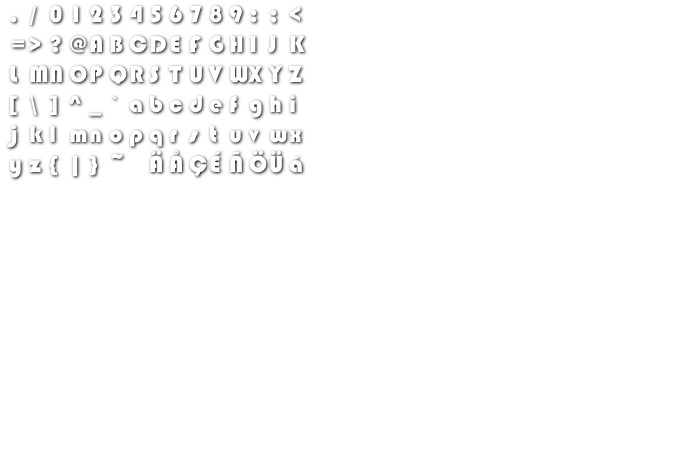 . / 0 1 2 3 4 5 6 7 8 9 : : <
= > ? @ A B C D E F G H I J K
L M N O P Q R S T U V W X Y Z
[ \ ] ^ _ ` a b c d e f g h i
j k l m n o p q r s t u v w x
y z { | } ~ Ä Å Ç É Ñ Ö Ü á